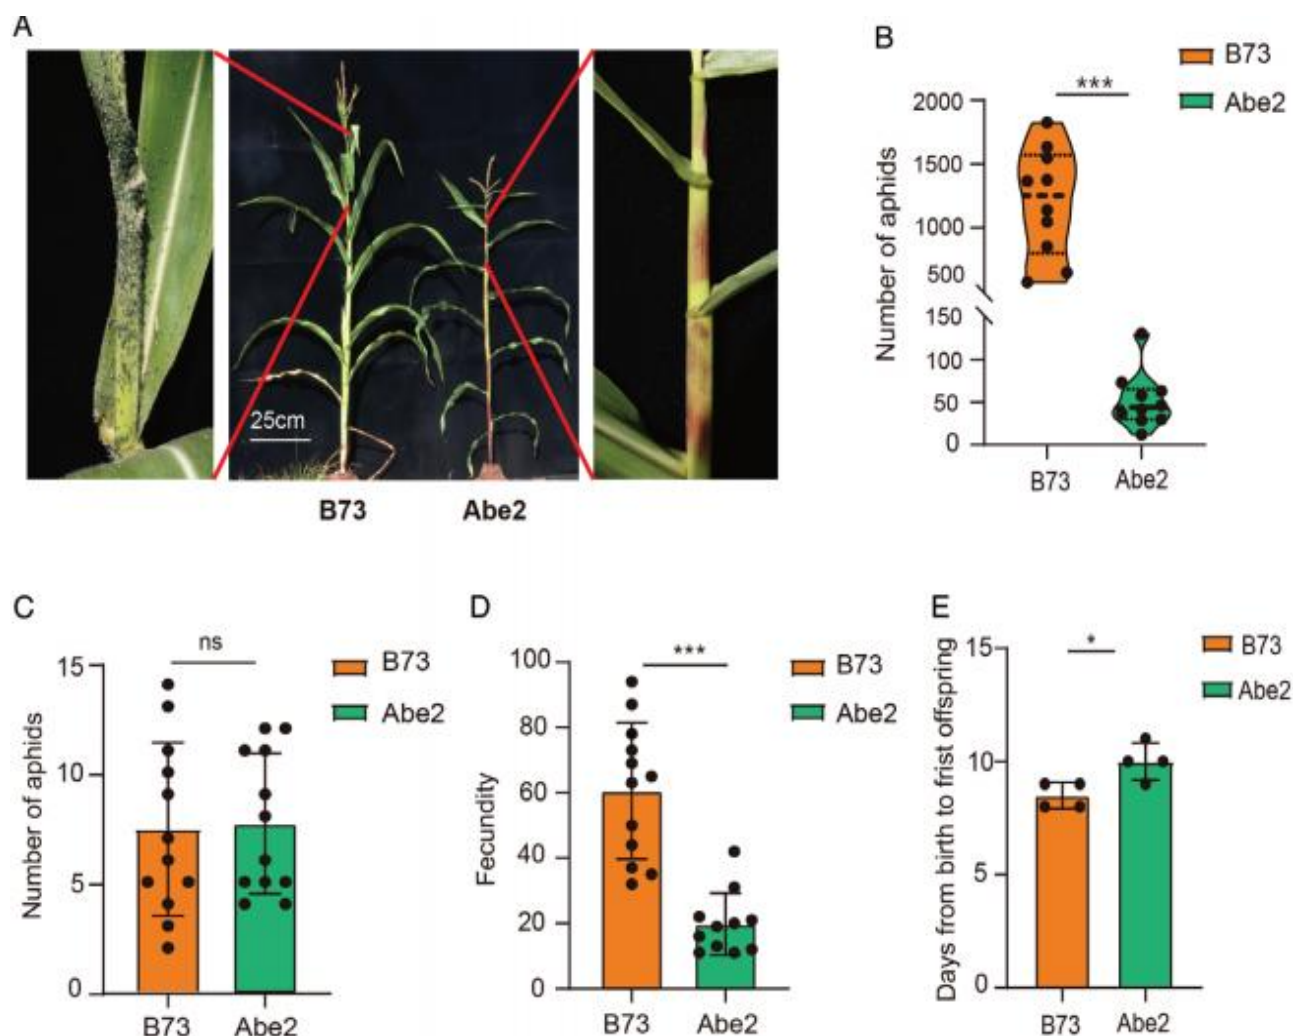 A
25cm
B73
Abe2
B
B73
Abe2
***
Number of aphids
2000
1500
1000
500
150
100
50
0
B73
Abe2
C
ns
B73
Abe2
Number of aphids
15
10
5
0
B73
Abe2
D
***
B73
Abe2
Fecundity
100
80
60
40
20
0
B73
Abe2
E
*
B73
Abe2
Days from birth to frist offspring
15
10
5
0
B73
Abe2